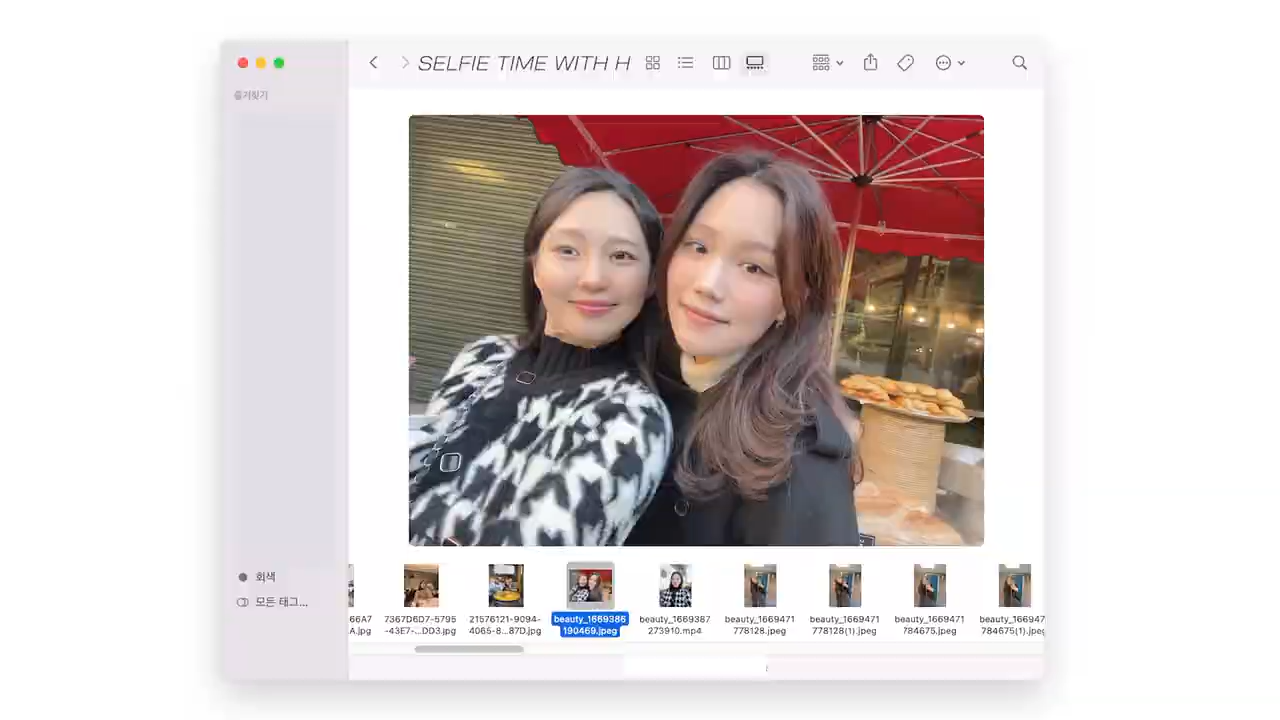 SELFIE TIME WITH H
즐겨찾기
회색
모든 태그...
66A7
A.jpg
7367D6D7-5795
-43E7-...DD3.jpg
21576121-9094-
4065-8...87D.jpg
beauty_1669386
190469.jpeg
beauty_1669387
273910.mp4
beauty_1669471
778128.jpeg
beauty_1669471
778128(1).jpeg
beauty_1669471
784675.jpeg
beauty_16694
784675(1).jpeg